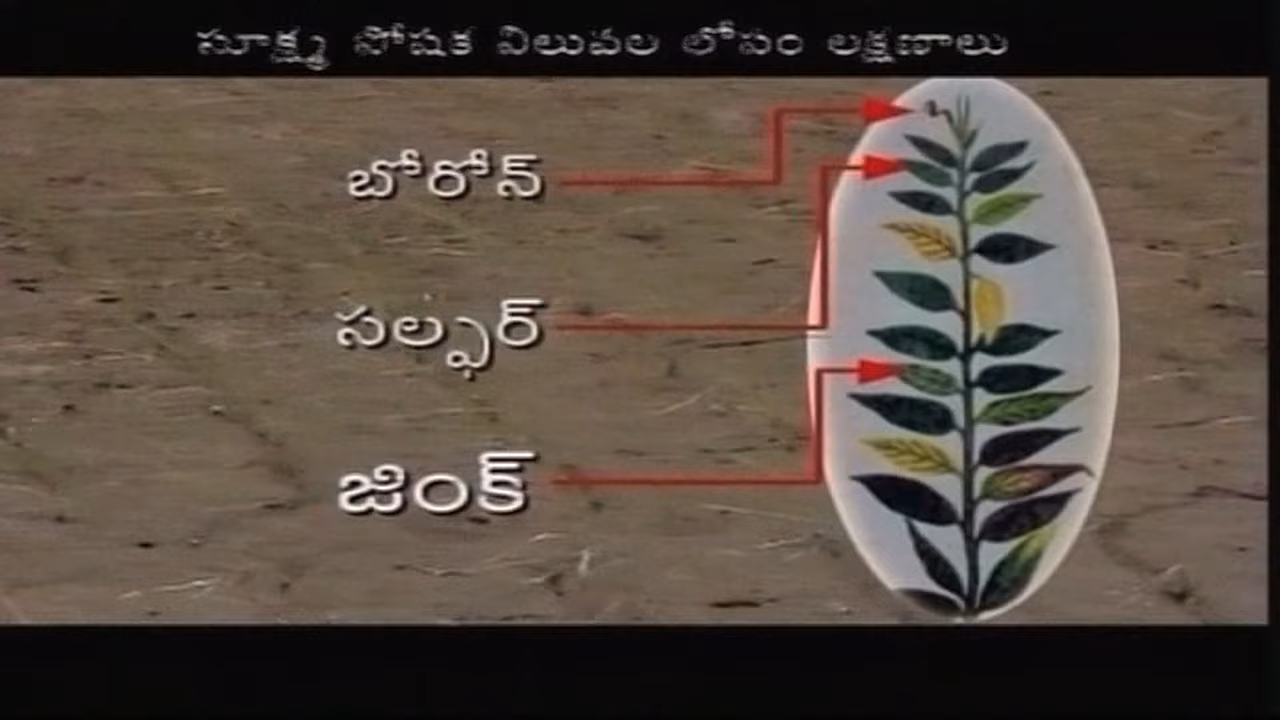 సూక్ష్మ పోషక విలువల లోపం లక్షణాలు
బోరోన్
సల్ఫర్
జింక్